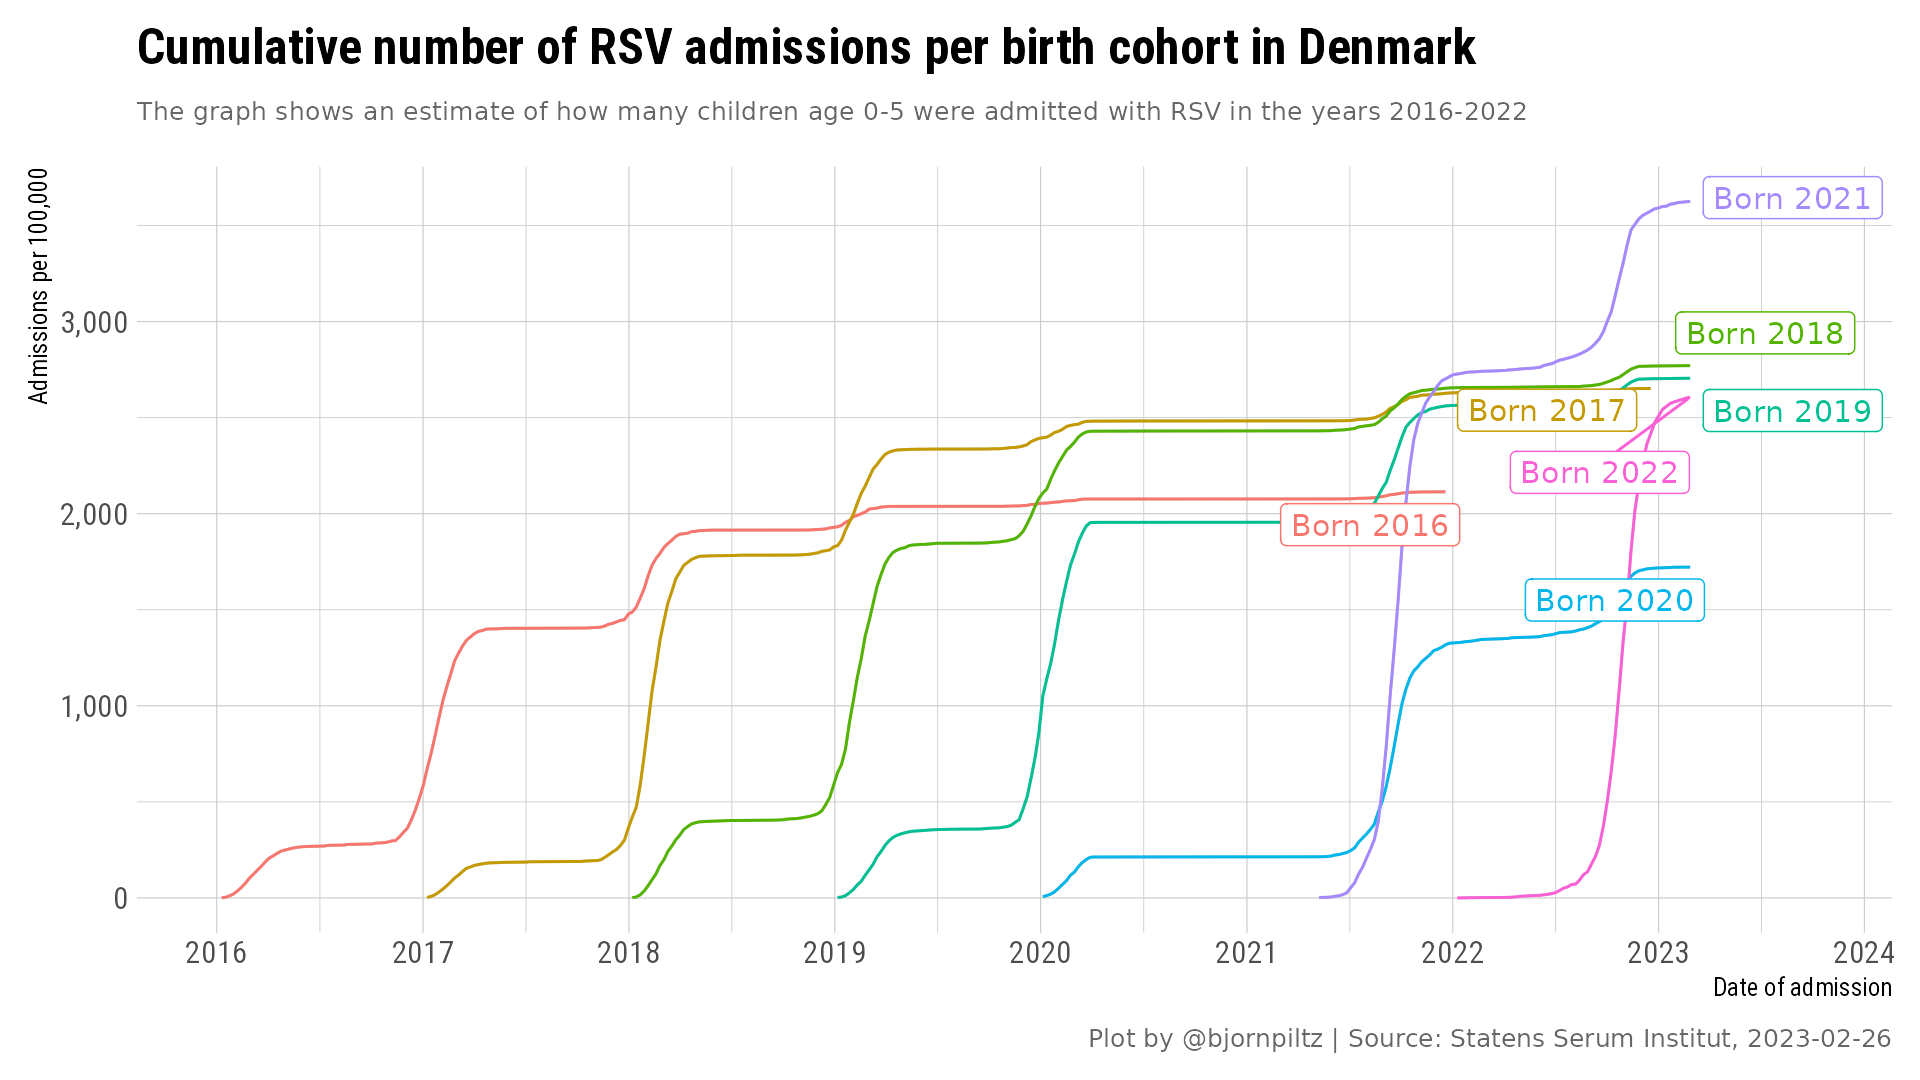 Cumulative number of RSV admissions per birth cohort in Denmark
The graph shows an estimate of how many children age 0-5 were admitted with RSV in the years 2016-2022
Admissions per 100,000
3,000
2,000
1,000
0
Born 2021
Born 2018
Born 2017
Born 2019
Born 2022
Born 2016
Born 2020
2016 2017 2018 2019 2020 2021 2022 2023 2024
Date of admission
Plot by @bjornpiltz | Source: Statens Serum Institut, 2023-02-26